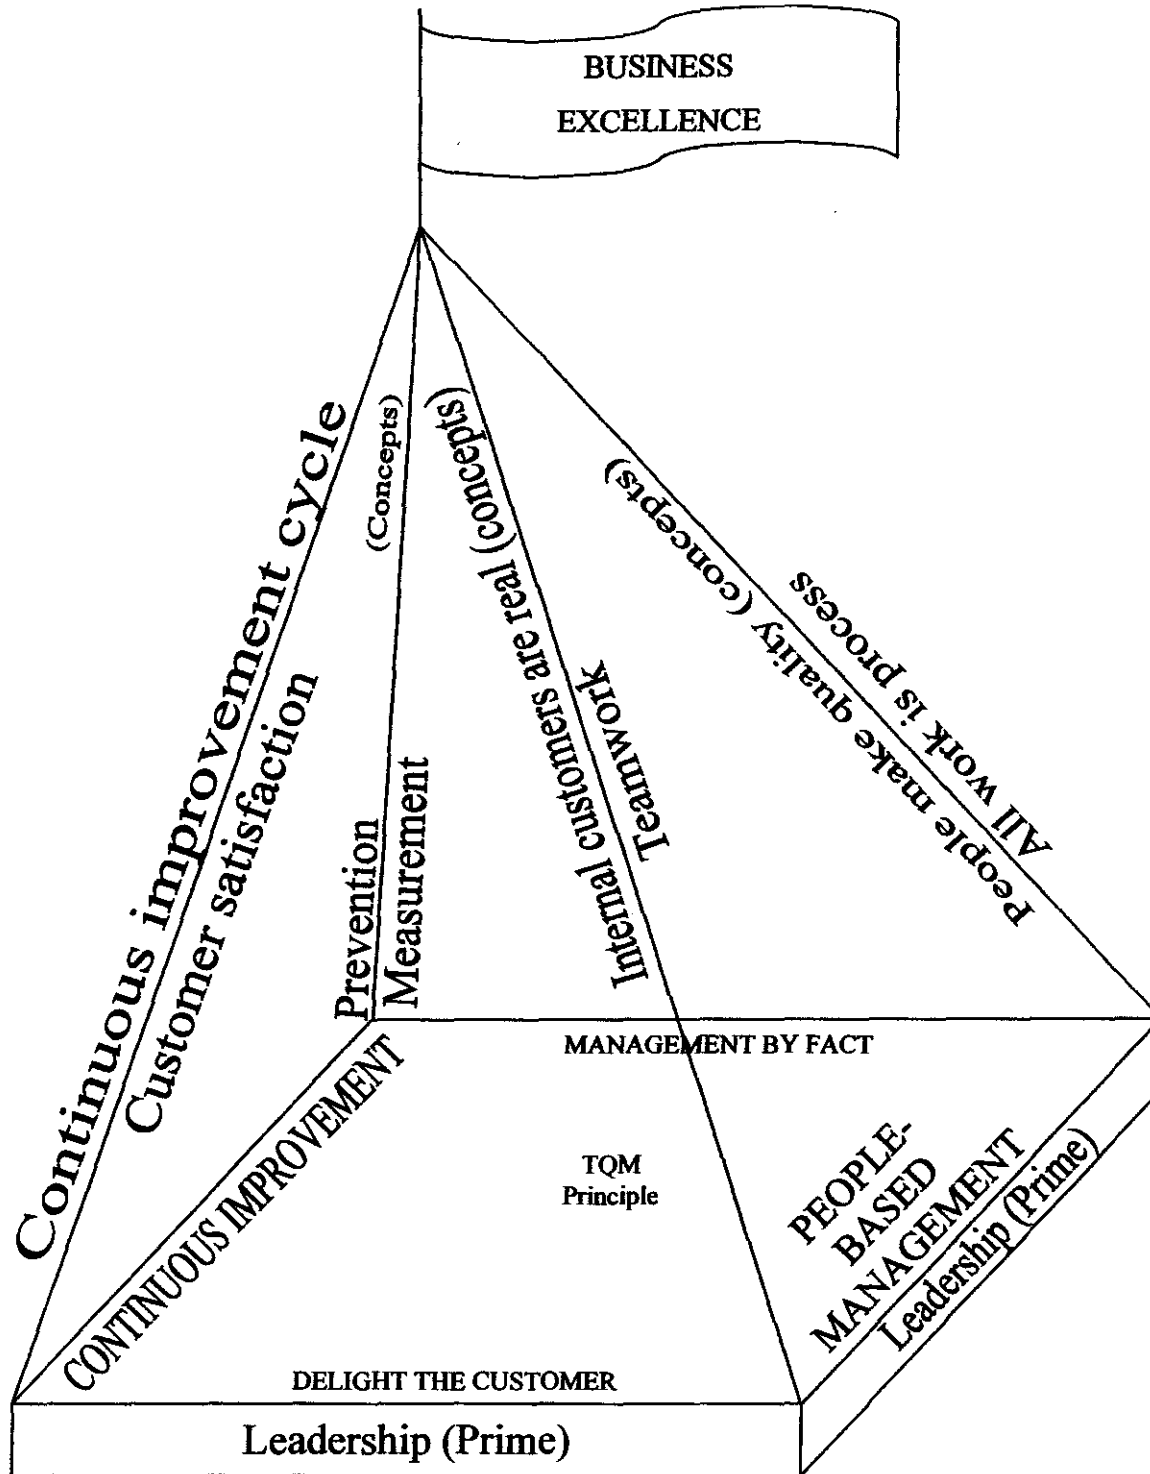 BUSINESS
EXCELLENCE
Continuous improvement cycle
Customer satisfaction
(Concepts)
Prevention
Measurement
Internal customers are real (concepts)
Teamwork
People make quality (concepts)
All work is process
MANAGEMENT BY FACT
CONTINUOUS IMPROVEMENT
TQM
Principle
PEOPLE-
BASED
MANAGEMENT
Leadership (Prime)
DELIGHT THE CUSTOMER
Leadership (Prime)